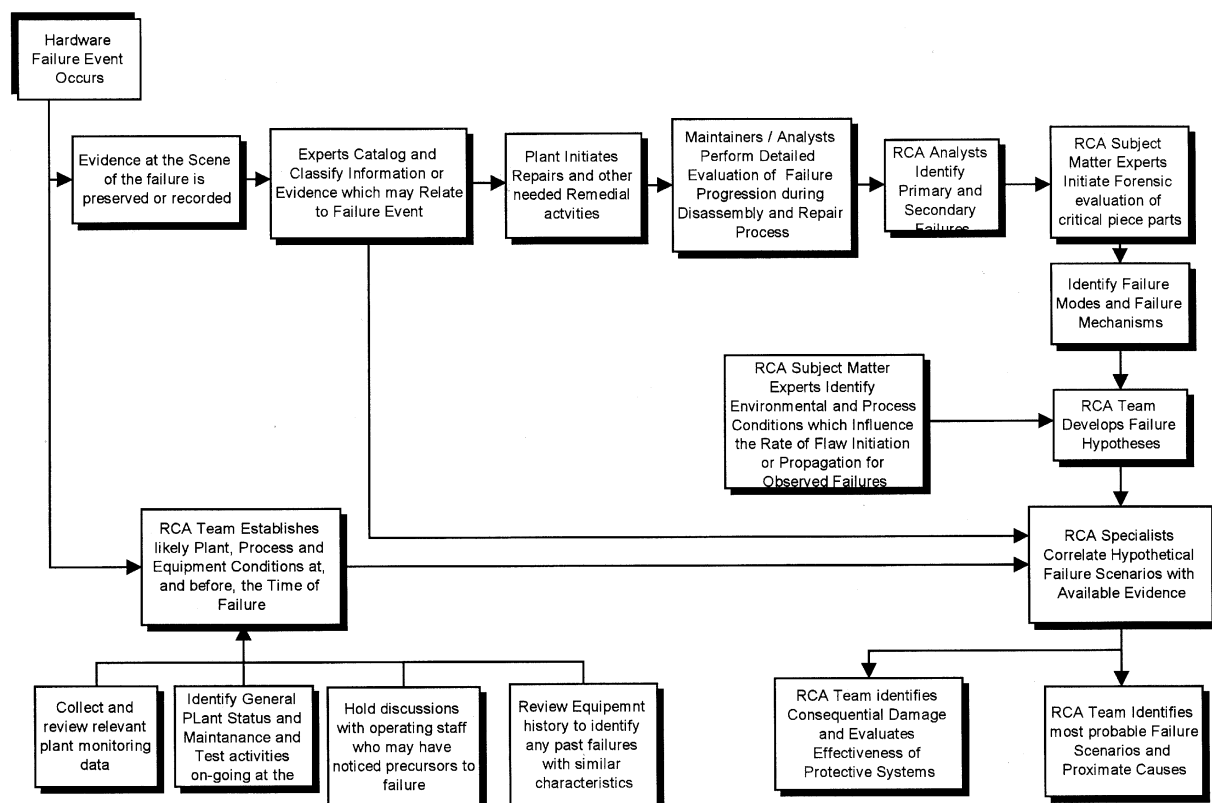 Hardware
Failure Event
Occurs
Evidence at the Scene
of the failure is
preserved or recorded
Experts Catalog and
Classify Information or
Evidence which may Relate
to Failure Event
Plant Initiates
Repairs and other
needed Remedial
actvities
Maintainers / Analysts
Perform Detailed
Evaluation of Failure
Progression during
Disassembly and Repair
Process
RCA Analysts
Identify
Primary and
Secondary
Failures
RCA Subject
Matter Experts
Initiate Forensic
evaluation of
critical piece parts
Identify Failure
Modes and Failure
Mechanisms
RCA Subject Matter
Experts Identify
Environmental and Process
Conditions which Influence
the Rate of Flaw Initiation
or Propagation for
Observed Failures
RCA Team
Develops Failure
Hypotheses
RCA Team Establishes
likely Plant, Process and
Equipment Conditions at,
and before, the Time of
Failure
RCA Specialists
Correlate Hypothetical
Failure Scenarios with
Available Evidence
Collect and
review relevant
plant monitoring
data
Identify General
PLant Status and
Maintanance and
Test activities
on-going at the
Hold discussions
with operating staff
who may have
noticed precursors to
failure
Review Equipemnt
history to identify
any past failures
with similar
characteristics
RCA Team identifies
Consequential Damage
and Evaluates
Effectiveness of
Protective Systems
RCA Team Identifies
most probable Failure
Scenarios and
Proximate Causes